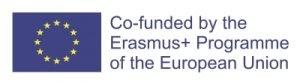 Co-funded by the
Erasmus+ Programme
of the European Union